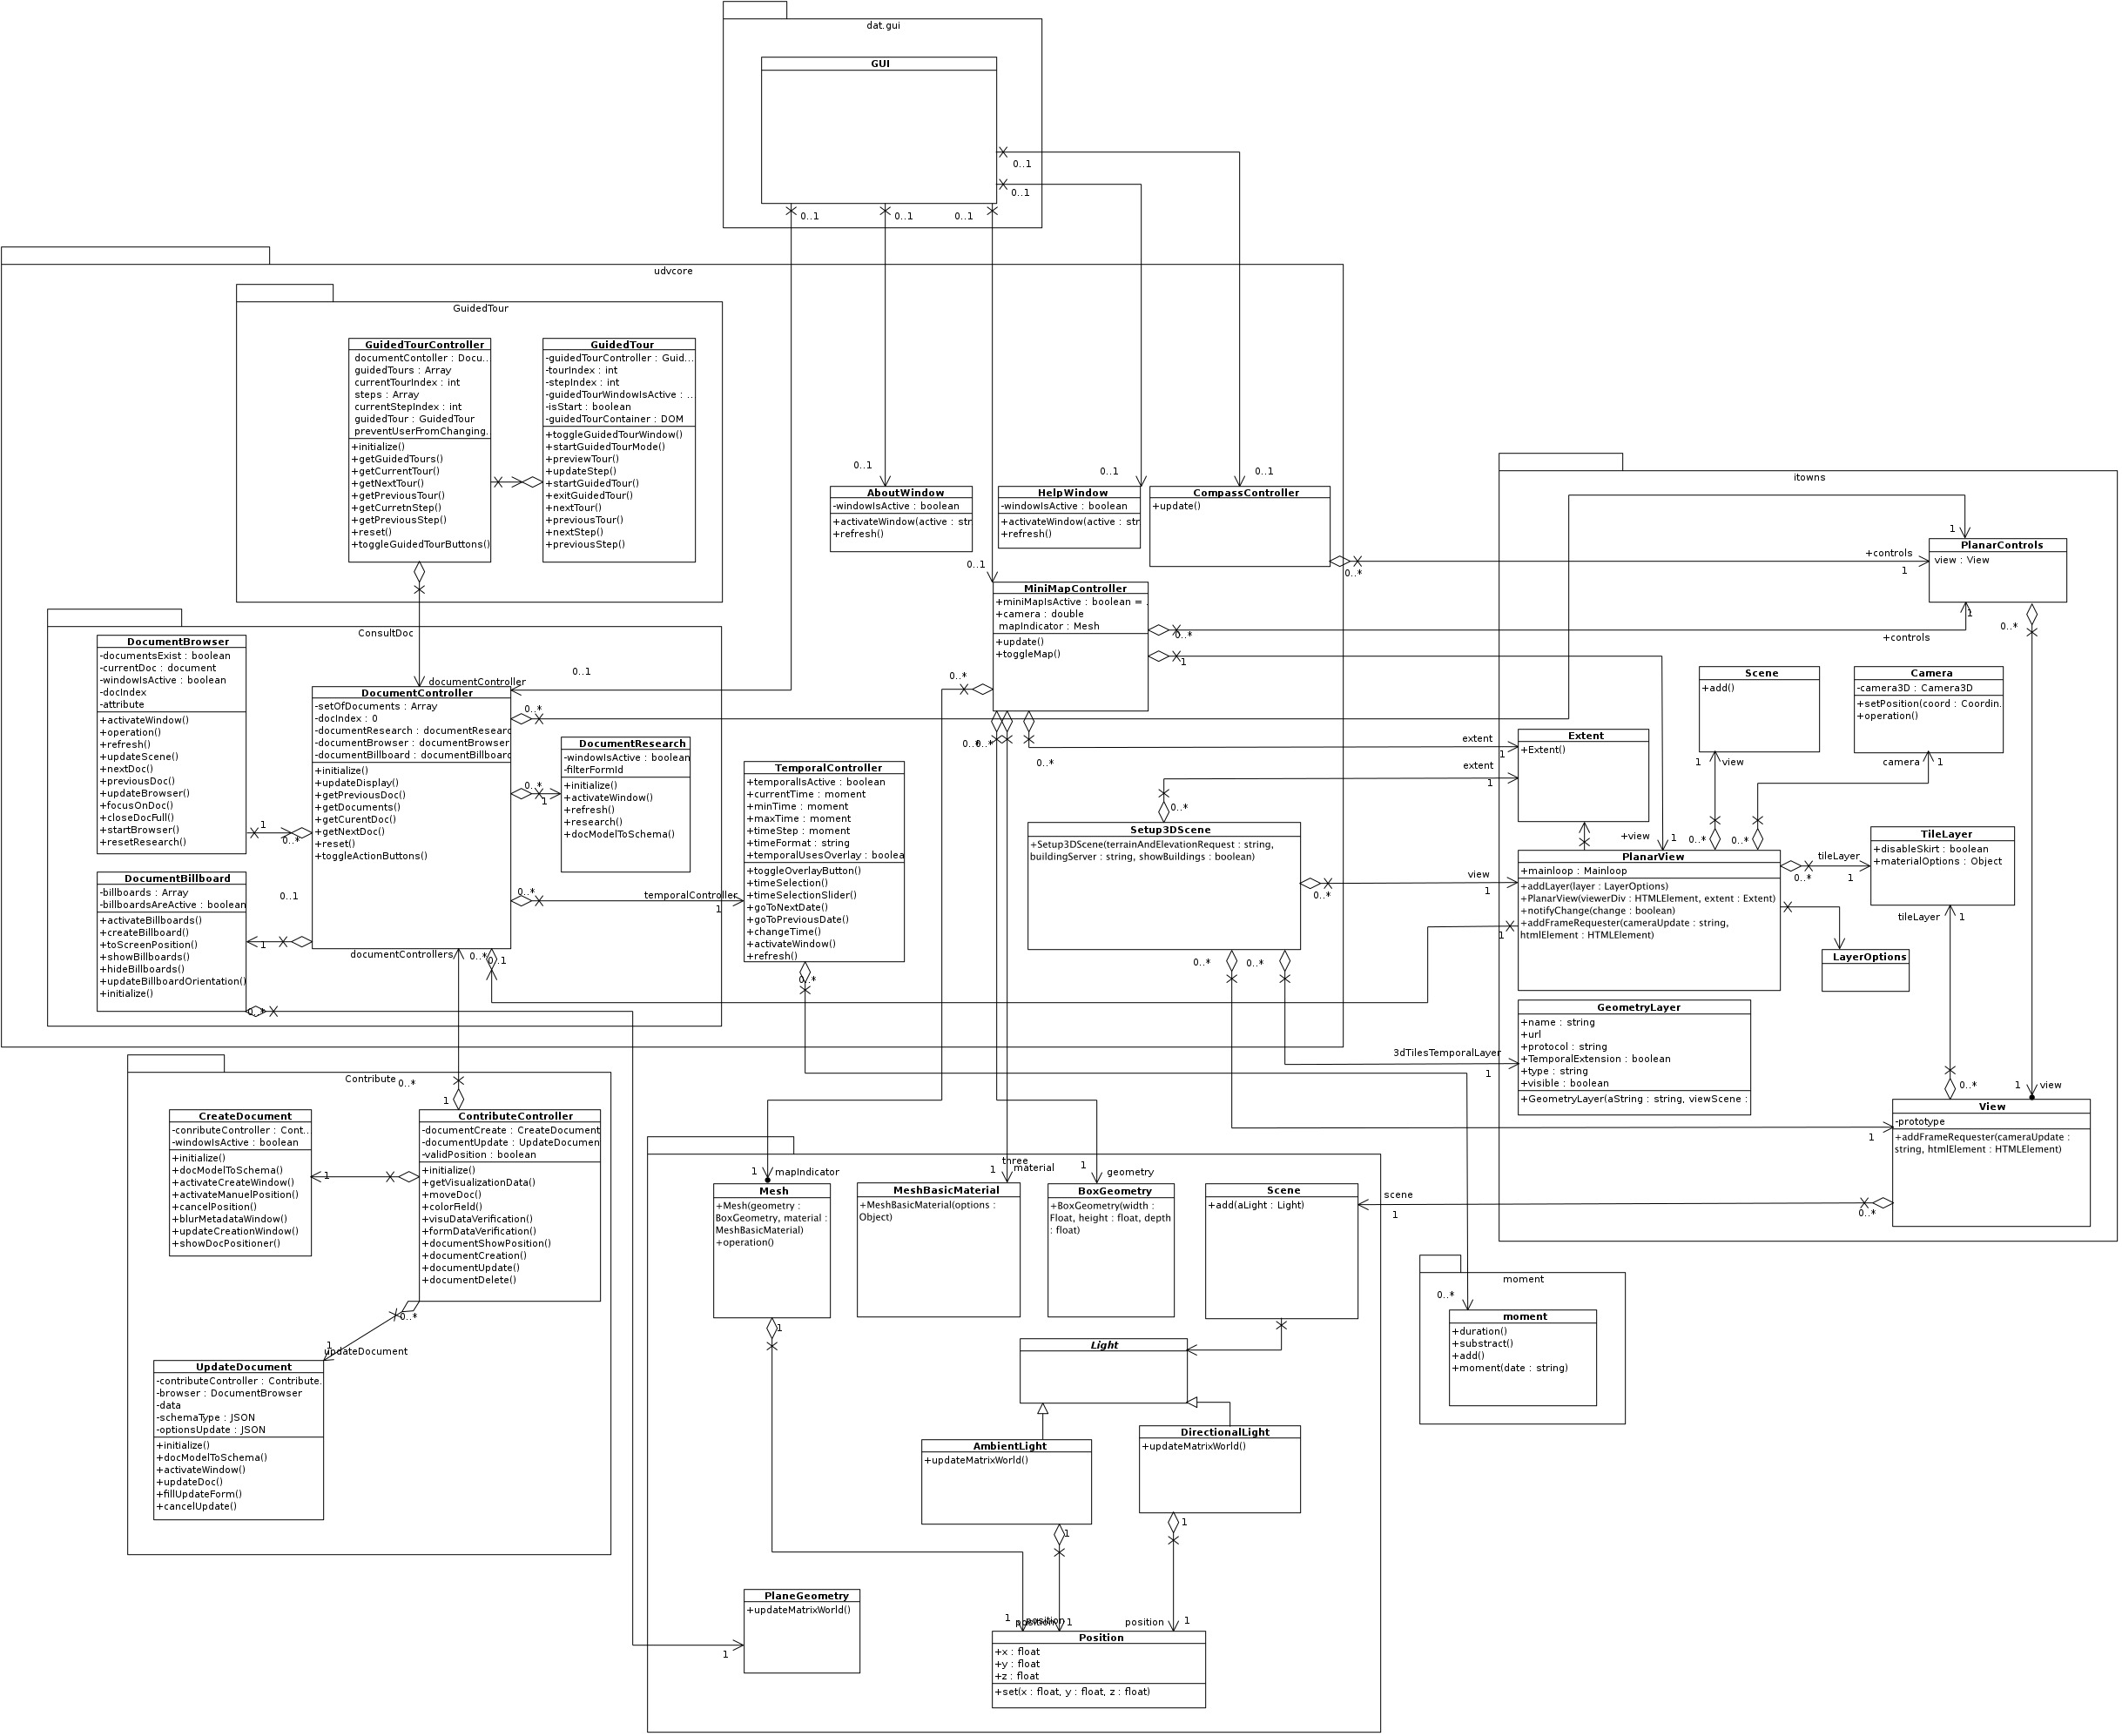 dat.gui
GUI
0..1
0..1
0..1
0..1
0..1
udvcore
GuidedTour
GuidedTourController
documentContoller : Docu...
guidedTours : Array
currentTourIndex : int
steps : Array
currentStepIndex : int
guidedTour : GuidedTour
preventUserFromChanging..
+initialize()
+getGuidedTours()
+getCurrentTour()
+getNextTour()
+getPreviousTour()
+getCurretnStep()
+getPreviousStep()
+reset()
+toggleGuidedTourButtons()
GuidedTour
-guidedTourController : Guid...
-tourIndex : int
-stepIndex : int
-guidedTourWindowIsActive : ...
-isStart : boolean
-guidedTourContainer : DOM
+toggleGuidedTourWindow()
+startGuidedTourMode()
+previewTour()
+updateStep()
+startGuidedTour()
+exitGuidedTour()
+nextTour()
+previousTour()
+nextStep()
+previousStep()
0..1
AboutWindow
-windowIsActive : boolean
+activateWindow(active : str
+refresh()
0..1
HelpWindow
-windowIsActive : boolean
+activateWindow(active : str
+refresh()
0..1
CompassController
+update()
0..*
0..1
MiniMapController
+miniMapIsActive : boolean = .
+camera : double
mapIndicator : Mesh
+update()
+toggleMap()
0..*
1
0..*
0..*
0..*
0..*
ConsultDoc
DocumentBrowser
-documentsExist : boolean
-currentDoc : document
-windowIsActive : boolean
-docIndex
-attribute
+activateWindow()
+operation()
+refresh()
+updateScene()
+nextDoc()
+previousDoc()
+updateBrowser()
+focusOnDoc()
+closeDocFull()
+startBrowser()
+resetResearch()
1
0..*
documentController
0..1
DocumentController
-setOfDocuments : Array
-docIndex : 0
-documentResearch : documentResearc
-documentBrowser : documentBrowser
-documentBillboard : documentBillboard
+initialize()
+updateDisplay()
+getPreviousDoc()
+getDocuments()
+getCurentDoc()
+getNextDoc()
+reset()
+toggleActionButtons()
0..*
0..*
1
0..*
DocumentResearch
-windowIsActive : boolean
-filterFormId
+initialize()
+activateWindow()
+refresh()
+research()
+docModelToSchema()
DocumentBillboard
-billboards : Array
-billboardsAreActive : boolean
+activateBillboards()
+createBillboard()
+toScreenPosition()
+showBillboards()
+hideBillboards()
+updateBillboardOrientation()
+initialize()
0..1
1
0..*
documentControllers
0..*
0..1
temporalController
1
TemporalController
+temporalIsActive : boolean
+currentTime : moment
+minTime : moment
+maxTime : moment
+timeStep : moment
+timeFormat : string
+temporalUsesOverlay : boolea
+toggleOverlayButton()
+timeSelection()
+timeSelectionSlider()
+goToNextDate()
+goToPreviousDate()
+changeTime()
+activateWindow()
+refresh()
0..*
Setup3DScene
+Setup3DScene(terrainAndElevationRequest : string,
buildingServer : string, showBuildings : boolean)
0..*
0..*
0..*
0..*
itowns
1
PlanarControls
view : View
+controls
1
1
+controls
0..*
Scene
+add()
1
view
Camera
-camera3D : Camera3D
+setPosition(coord : Coordin.
+operation()
camera
1
Extent
+Extent()
extent
1
extent
1
+view
1
0..*
0..*
PlanarView
+mainloop : Mainloop
+addLayer(layer : LayerOptions)
+PlanarView(viewerDiv : HTMLElement, extent : Extent)
+notifyChange(change : boolean)
+addFrameRequester(cameraUpdate : string,
htmlElement : HTMLElement)
view
1
1
tileLayer
0..*
1
TileLayer
+disableSkirt : boolean
+materialOptions : Object
tileLayer
1
LayerOptions
GeometryLayer
+name : string
+url
+protocol : string
+TemporalExtension : boolean
+type : string
+visible : boolean
+GeometryLayer(aString : string, viewScene :
3dTilesTemporalLayer
1
0..*
1
view
View
-prototype
+addFrameRequester(cameraUpdate :
string, htmlElement : HTMLElement)
1
0..*
Contribute
0..*
1
CreateDocument
-conributeController : Cont..
-windowIsActive : boolean
+initialize()
+docModelToSchema()
+activateCreateWindow()
+activateManuelPosition()
+cancelPosition()
+blurMetadataWindow()
+updateCreationWindow()
+showDocPositioner()
1
ContributeController
-documentCreate : CreateDocument
-documentUpdate : UpdateDocumen
-validPosition : boolean
+initialize()
+getVisualizationData()
+moveDoc()
+colorField()
+visuDataVerification()
+formDataVerification()
+documentShowPosition()
+documentCreation()
+documentUpdate()
+documentDelete()
0..*
1
updateDocument
UpdateDocument
-contributeController : Contribute.
-browser : DocumentBrowser
-data
-schemaType : JSON
-optionsUpdate : JSON
+initialize()
+docModelToSchema()
+activateWindow()
+updateDoc()
+fillUpdateForm()
+cancelUpdate()
three
1
mapIndicator
Mesh
+Mesh(geometry :
BoxGeometry, material :
MeshBasicMaterial)
+operation()
1
1
material
MeshBasicMaterial
+MeshBasicMaterial(options :
Object)
1
geometry
BoxGeometry
+BoxGeometry(width :
Float, height : float, depth
: float)
Scene
+add(aLight : Light)
scene
1
Light
AmbientLight
+updateMatrixWorld()
1
DirectionalLight
+updateMatrixWorld()
1
PlaneGeometry
+updateMatrixWorld()
1
1
position
position
1
position
1
Position
+x : float
+y : float
+z : float
+set(x : float, y : float, z : float)
moment
0..*
moment
+duration()
+substract()
+add()
+moment(date : string)